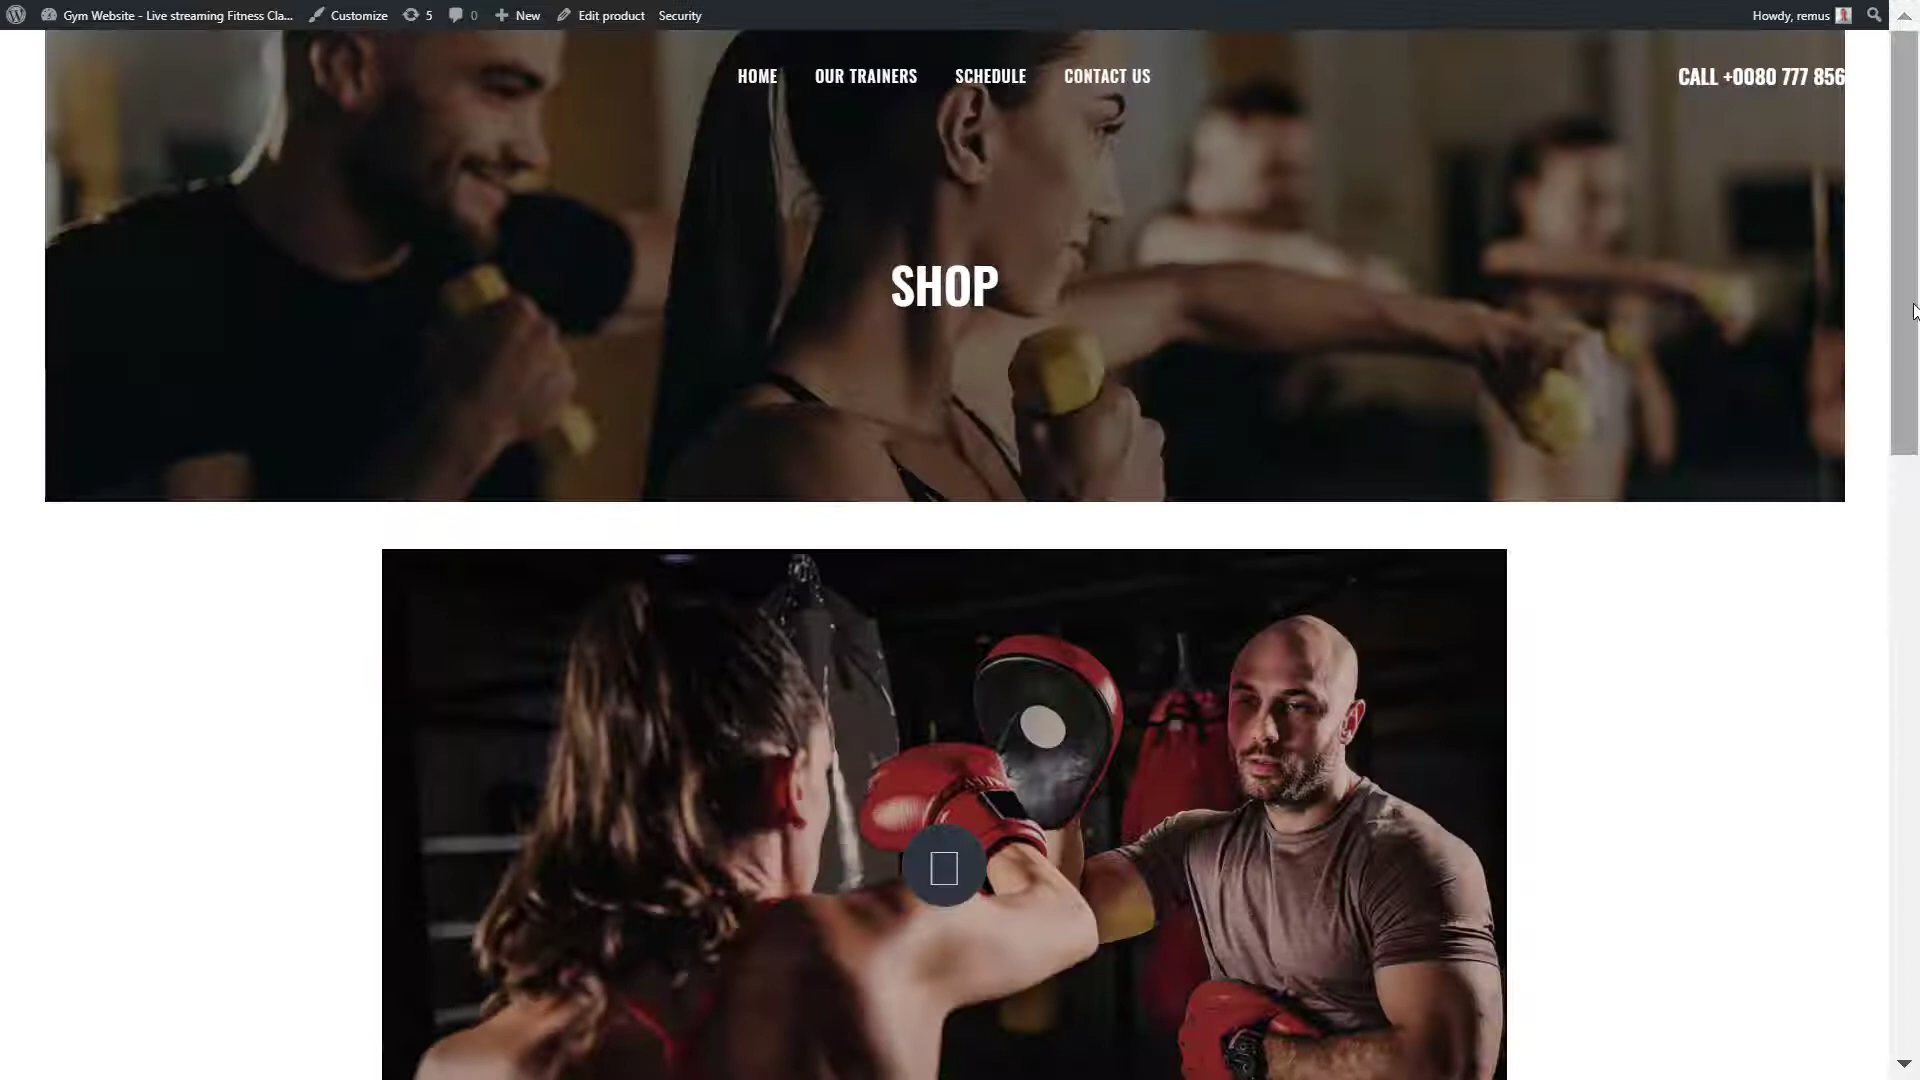 Gym Website - Live streaming Fitness Cla... Customize 5 0 New Edit product Security Howdy, remus
HOME OUR TRAINERS SCHEDULE CONTACT US CALL +0080 777 856
SHOP